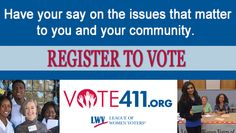 Have your say on the issues that matter
to you and your community.
REGISTER TO VOTE
VOTE411.ORG
LWV LEAGUE OF
WOMEN VOTERS®